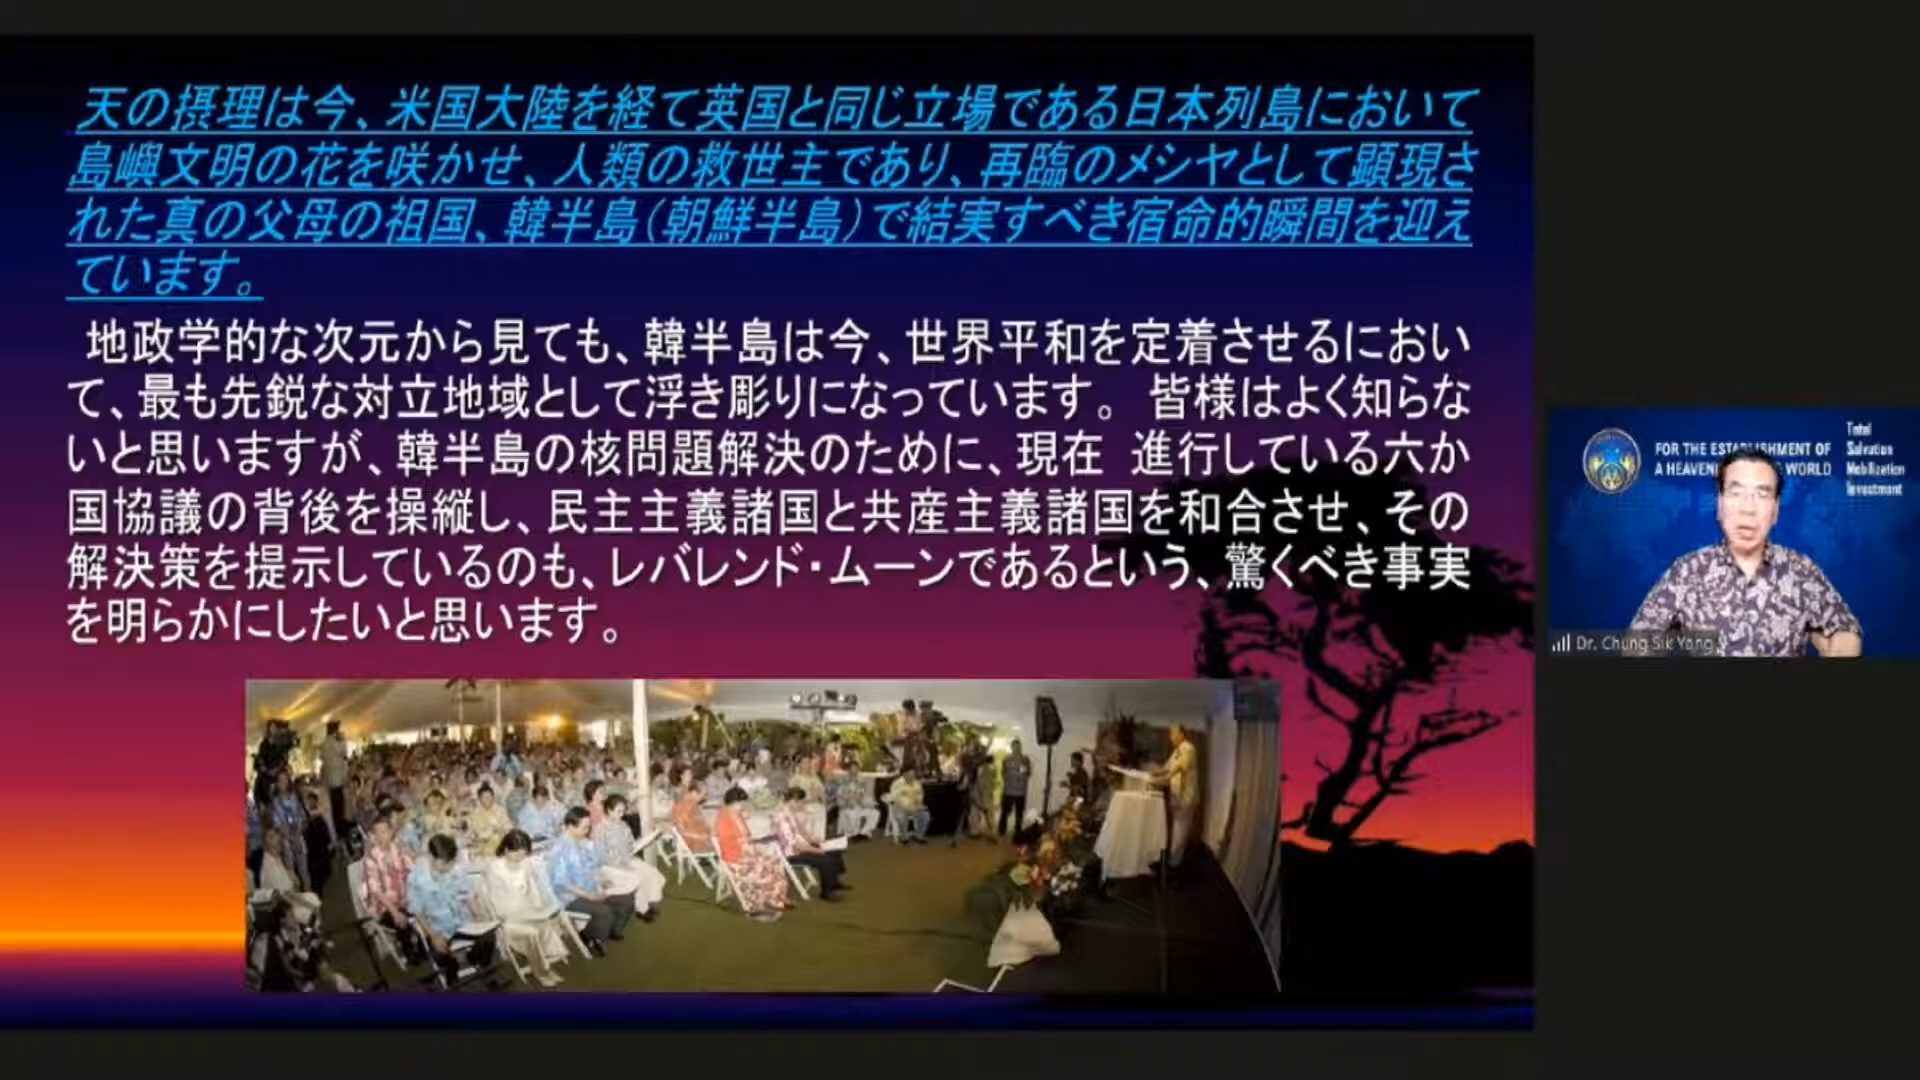 天の摂理は今、米国大陸を経て英国と同じ立場である日本列島において
島嶼文明の花を咲かせ、人類の救世主であり、再臨のメシヤとして顕現さ
れた真の父母の祖国、韓半島(朝鮮半島)で結実すべき宿命的瞬間を迎え
ています。
地政学的な次元から見ても、韓半島は今、世界平和を定着させるにおい
て、最も先鋭な対立地域として浮き彫りになっています。 皆様はよく知らな
いと思いますが、韓半島の核問題解決のために、現在 進行している六か
国協議の背後を操縦し、民主主義諸国と共産主義諸国を和合させ、その
解決策を提示しているのも、レバレンド・ムーンであるという、驚くべき事実
を明らかにしたいと思います。
FOR THE ESTABLISHMENT OF
A HEAVEN WORLD
Total
Salvation
Mobilization
Investment
Dr. Chung Sik Yong